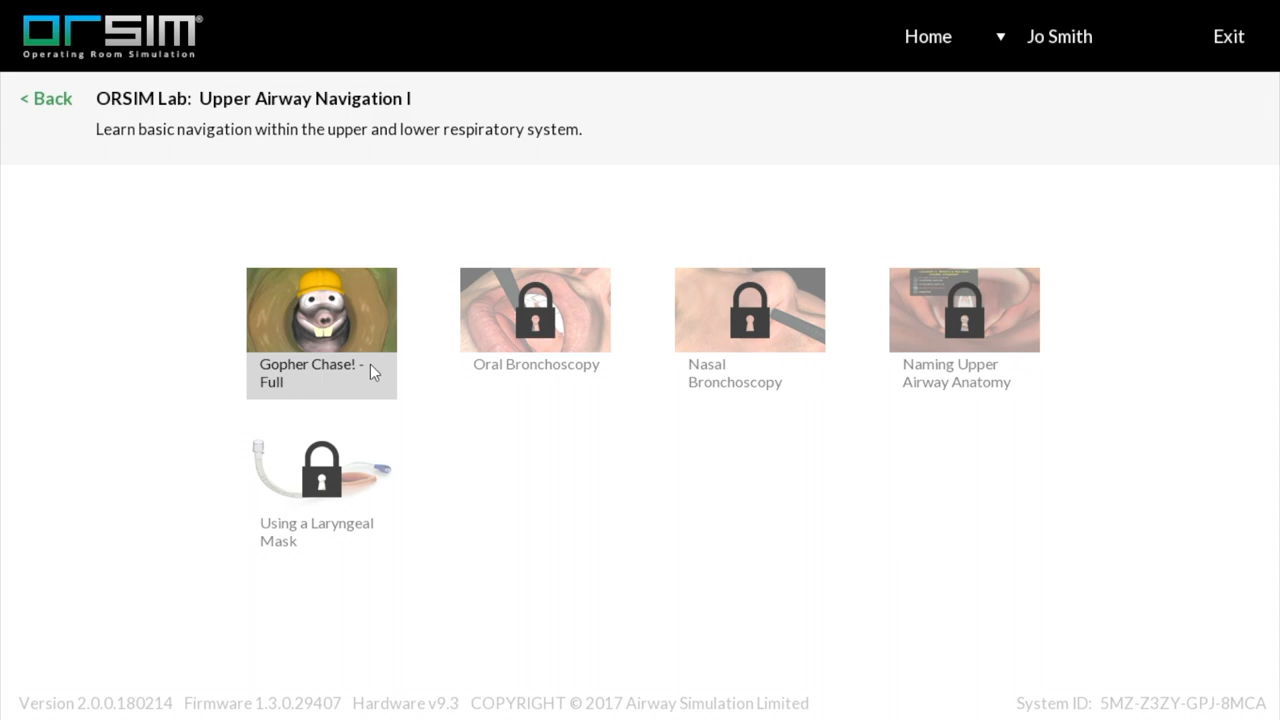 ORSIM®
Operating Room Simulation
Home ▼ Jo Smith Exit
< Back ORSIM Lab: Upper Airway Navigation I
Learn basic navigation within the upper and lower respiratory system.
Gopher Chase! -
Full
Oral Bronchoscopy
Nasal
Bronchoscopy
Naming Upper
Airway Anatomy
Using a Laryngeal
Mask
Version 2.0.0.180214 Firmware 1.3.0.29407 Hardware v9.3 COPYRIGHT © 2017 Airway Simulation Limited System ID: 5MZ-Z3ZY-GPJ-8MCA